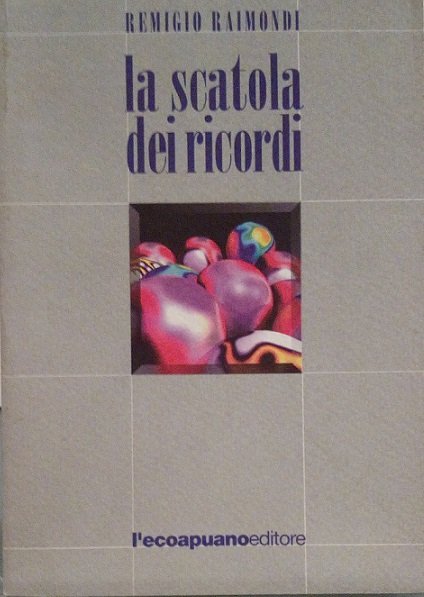 REMIGIO RAIMONDI
la scatola
dei ricordi
l'ecoapuanoeditore